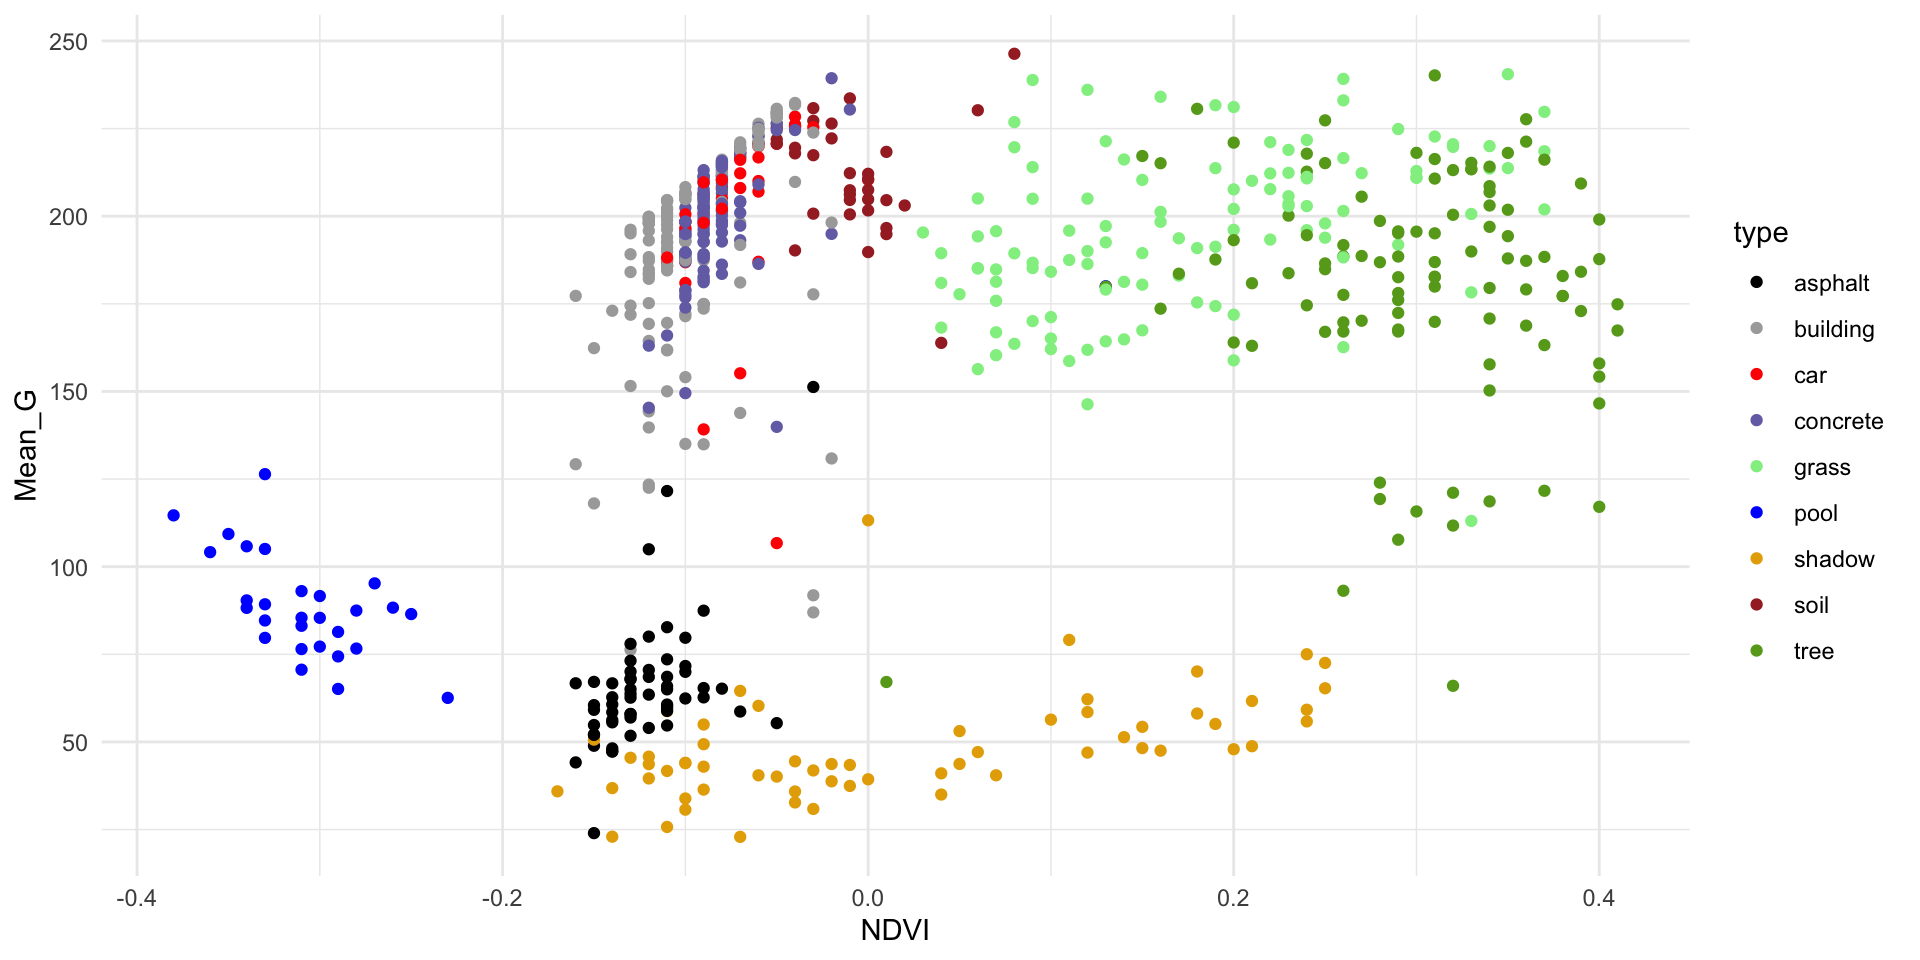 250
200
150
100
50
Mean_G
-0.4 -0.2 0.0 0.2 0.4
NDVI
type
asphalt
building
car
concrete
grass
pool
shadow
soil
tree